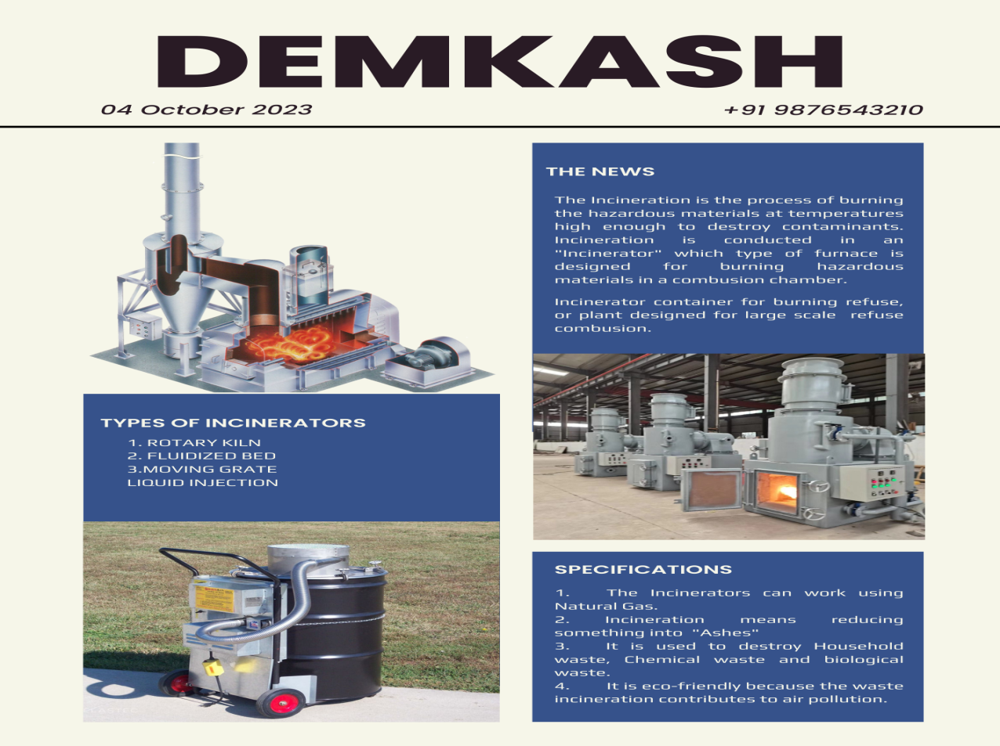 DEMKASH
04 October 2023
+91 9876543210
THE NEWS
The Incineration is the process of burning
the hazardous materials at temperatures
high enough to destroy contaminants.
Incineration is conducted in an
"Incinerator" which type of furnace is
designed for burning hazardous
materials in a combusion chamber.
Incinerator container for burning refuse,
or plant designed for large scale refuse
combusion.
TYPES OF INCINERATORS
1. ROTARY KILN
2. FLUIDIZED BED
3.MOVING GRATE
LIQUID INJECTION
SPECIFICATIONS
1. The Incinerators can work using
Natural Gas.
2. Incineration means reducing
something into "Ashes"
3. It is used to destroy Household
waste, Chemical waste and biological
waste.
4. It is eco-friendly because the waste
incineration contributes to air pollution.